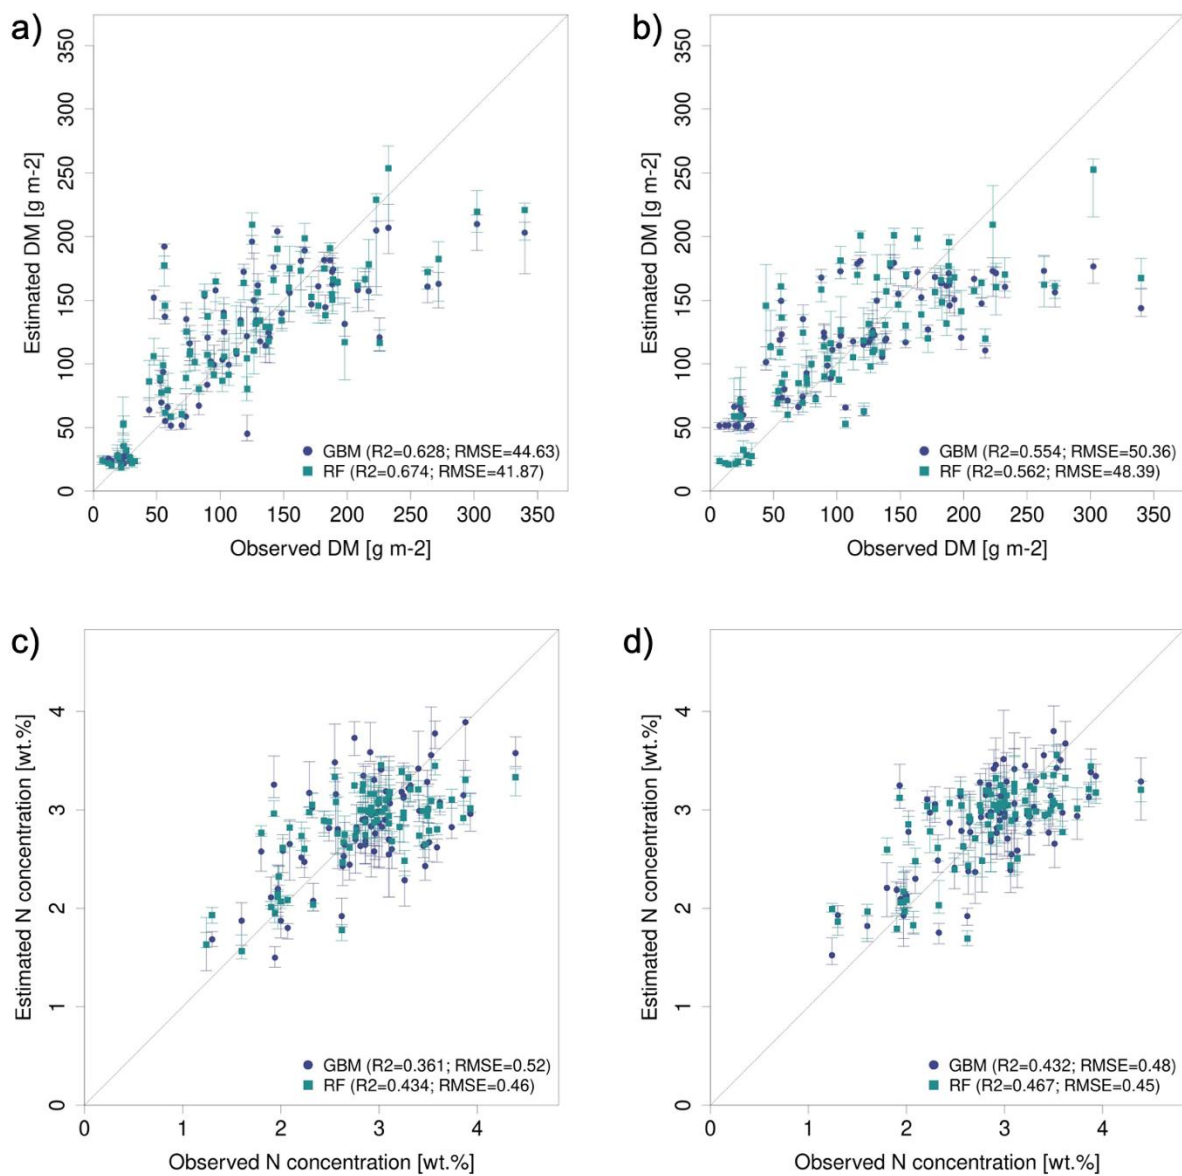 a)
Estimated DM [g m-2]
350
300
250
200
150
100
50
0
GBM (R2=0.628; RMSE=44.63)
RF (R2=0.674; RMSE=41.87)
0 50 100 150 200 250 300 350
Observed DM [g m-2]
b)
Estimated DM [g m-2]
350
300
250
200
150
100
50
0
GBM (R2=0.554; RMSE=50.36)
RF (R2=0.562; RMSE=48.39)
0 50 100 150 200 250 300 350
Observed DM [g m-2]
c)
Estimated N concentration [wt.%]
4
3
2
1
0
GBM (R2=0.361; RMSE=0.52)
RF (R2=0.434; RMSE=0.46)
0 1 2 3 4
Observed N concentration [wt.%]
d)
Estimated N concentration [wt.%]
4
3
2
1
0
GBM (R2=0.432; RMSE=0.48)
RF (R2=0.467; RMSE=0.45)
0 1 2 3 4
Observed N concentration [wt.%]